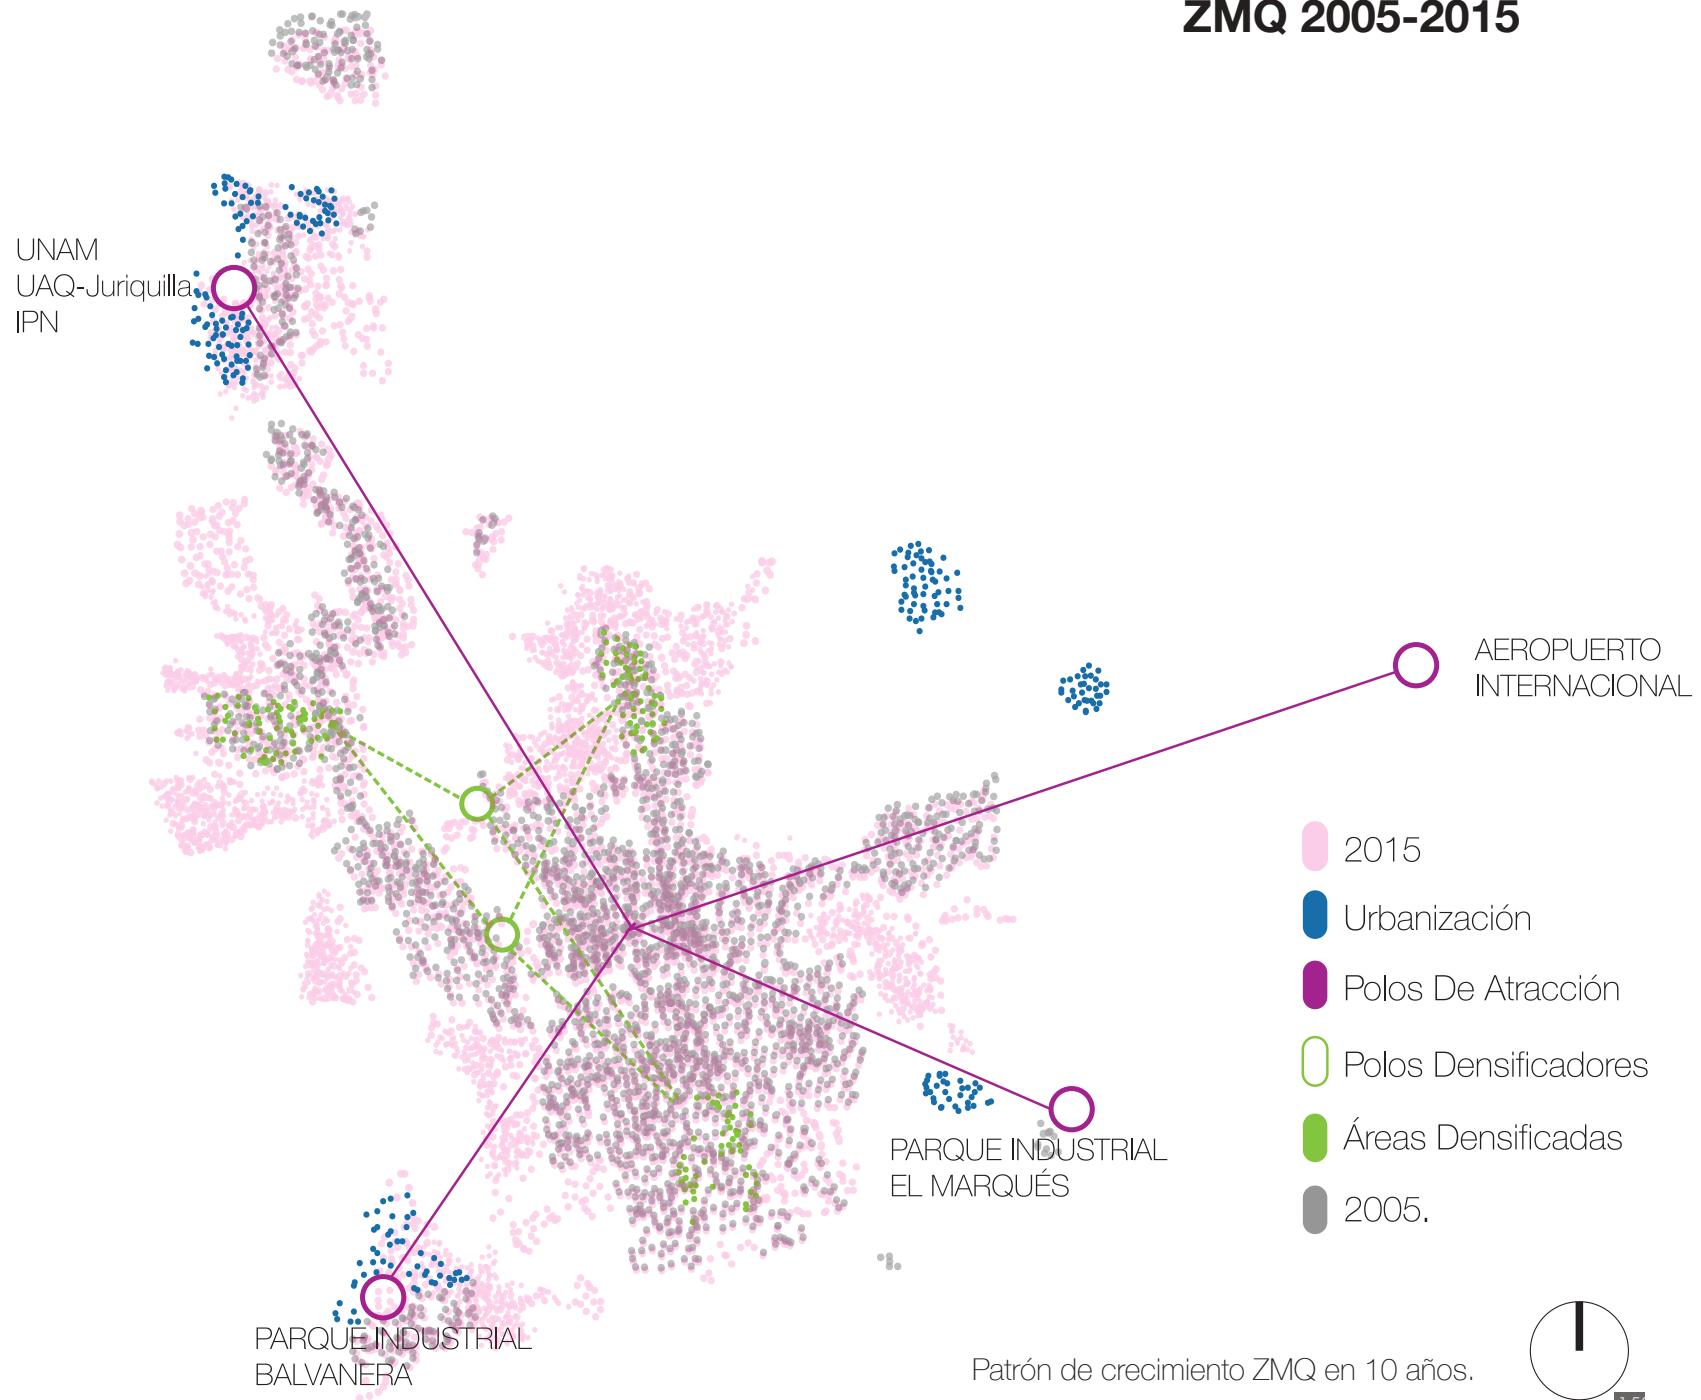 ZMQ 2005-2015
UNAM
UAQ-Juriquilla
IPN
AEROPUERTO
INTERNACIONAL
2015
Urbanización
Polos De Atracción
Polos Densificadores
Áreas Densificadas
2005.
PARQUE INDUSTRIAL
EL MARQUÉS
PARQUE INDUSTRIAL
BALVANERA
Patrón de crecimiento ZMQ en 10 años.